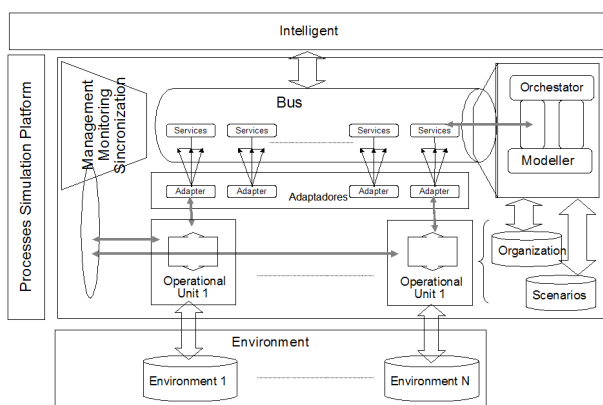 Intelligent
Processes Simulation Platform
Management
Monitoring
Sincronization
Bus
Services
Services
Services
Services
Orchestator
Modeller
Adapter
Adapter
Adapter
Adapter
Adaptadores
Operational
Unit 1
Operational
Unit 1
Organization
Scenarios
Environment
Environment 1
Environment N